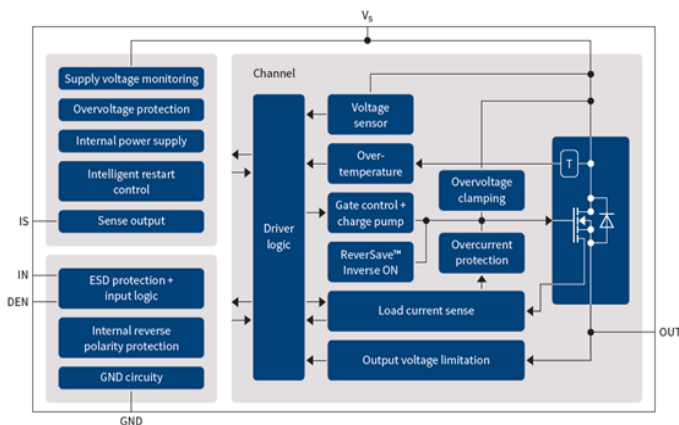 Vs
Supply voltage monitoring
Overvoltage protection
Internal power supply
Intelligent restart
control
Sense output
IS
IN
DEN
ESD protection +
input logic
Internal reverse
polarity protection
GND circuity
GND
Channel
Driver
logic
Voltage
sensor
Over-
temperature
Gate control +
charge pump
ReverSave™
Inverse ON
Overvoltage
clamping
Overcurrent
protection
Load current sense
Output voltage limitation
T
OUT